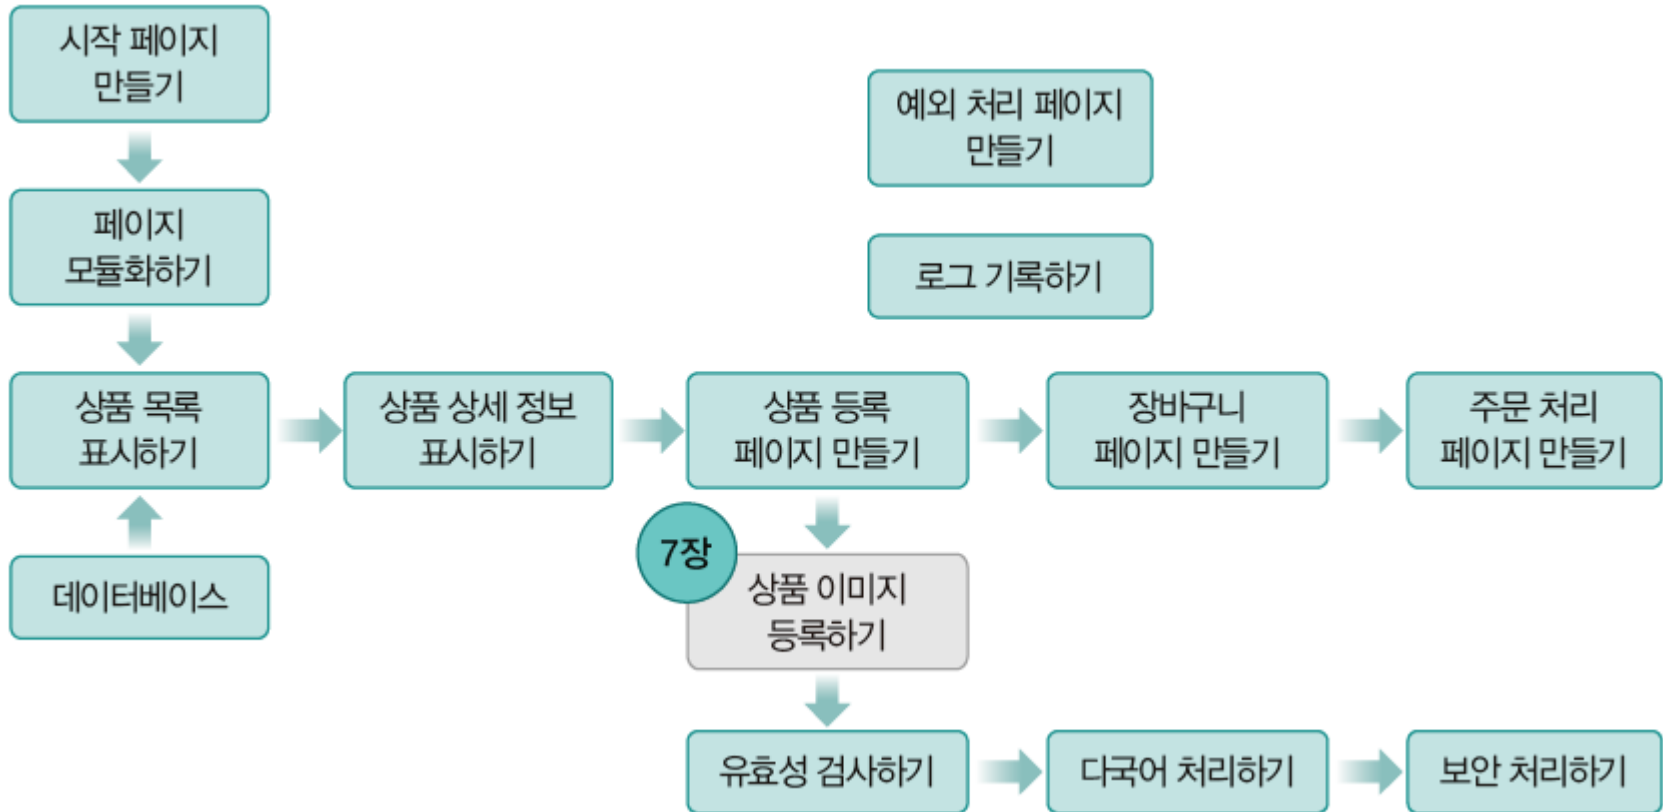 시작 페이지
만들기
예외 처리 페이지
만들기
페이지
모듈화하기
로그 기록하기
상품 목록
표시하기
상품 상세 정보
표시하기
상품 등록
페이지 만들기
장바구니
페이지 만들기
주문 처리
페이지 만들기
데이터베이스
7장
상품 이미지
등록하기
유효성 검사하기
다국어 처리하기
보안 처리하기